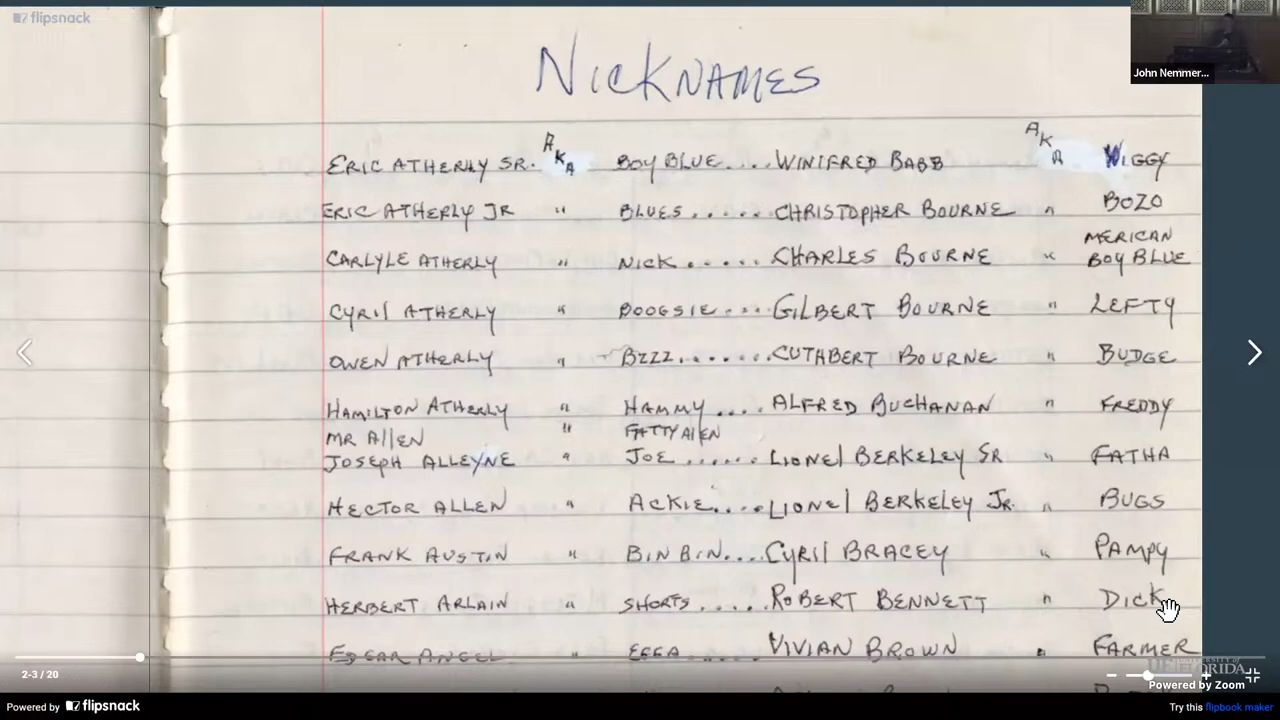 flipsnack
John Nemmer...
NICKNAMES
ERIC ATHERLY SR. AKA BOY BLUE.... WINIFRED BABB AKA WIGGY
ERIC ATHERLY JR " BLUES..... CHRISTOPHER BOURNE " BOZO
CARLYLE ATHERLY " NICK..... CHARLES BOURNE " MERICAN BOY BLUE
CYRIL ATHERLY " BOOGSIE.... GILBERT BOURNE " LEFTY
OWEN ATHERLY " BZZZ...... CUTHBERT BOURNE " BUDGE
HAMILTON ATHERLY " HAMMY.... ALFRED BUCHANAN " FREDDY
MR AllEN " FATTY AllEN
JOSEPH ALLEYNE " JOE...... LIONEl BERKELEY SR " FATHA
HECTOR ALLEN " ACKIE.... LIONEl BERKELEY JR. " BUGS
FRANK AUSTIN " BIN BIN.... CYRIl BRACEY " PAMPY
HERBERT ARLAIN " SHORTS..... ROBERT BENNETT " DICK
EDGAR ANGEL " EGGA..... VIVIAN BROWN " FARMER
2-3 / 20
UF UNIVERSITY of FLORIDA
Powered by Zoom
Powered by flipsnack
Try this flipbook maker